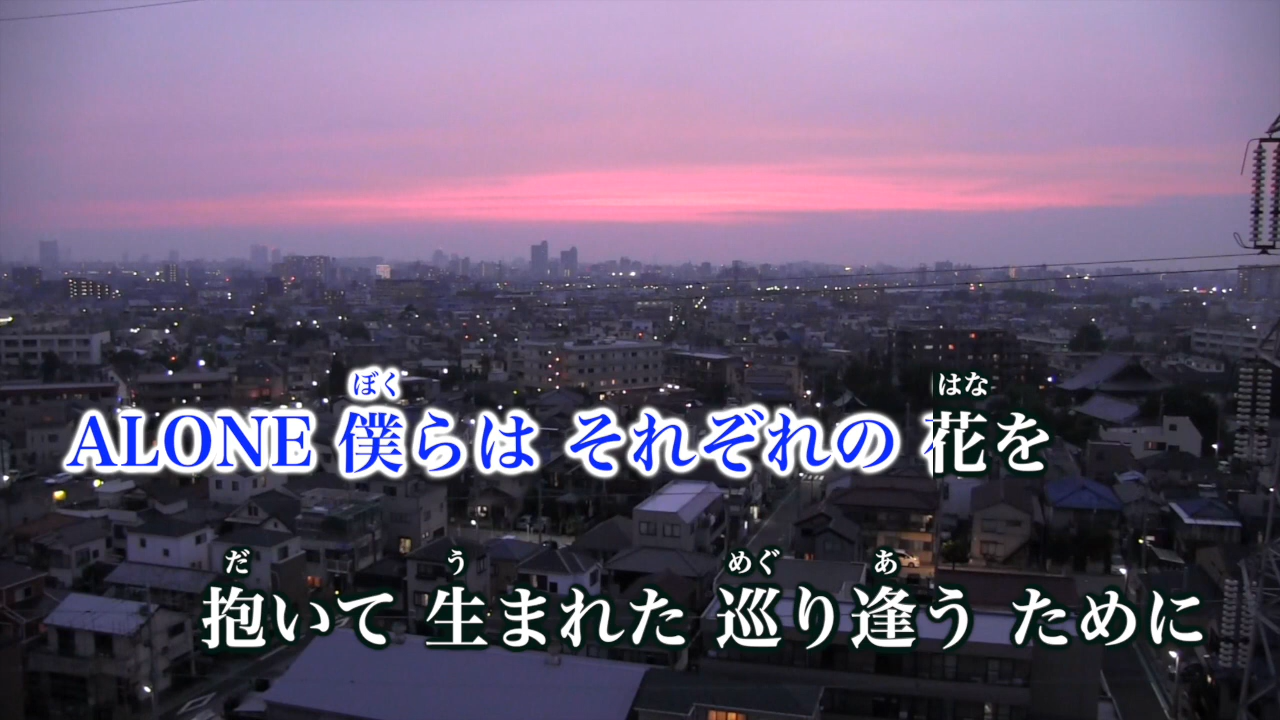 ぼく はな
ALONE 僕らは それぞれの 花を
だ う めぐ あ
抱いて 生まれた 巡り逢う ために